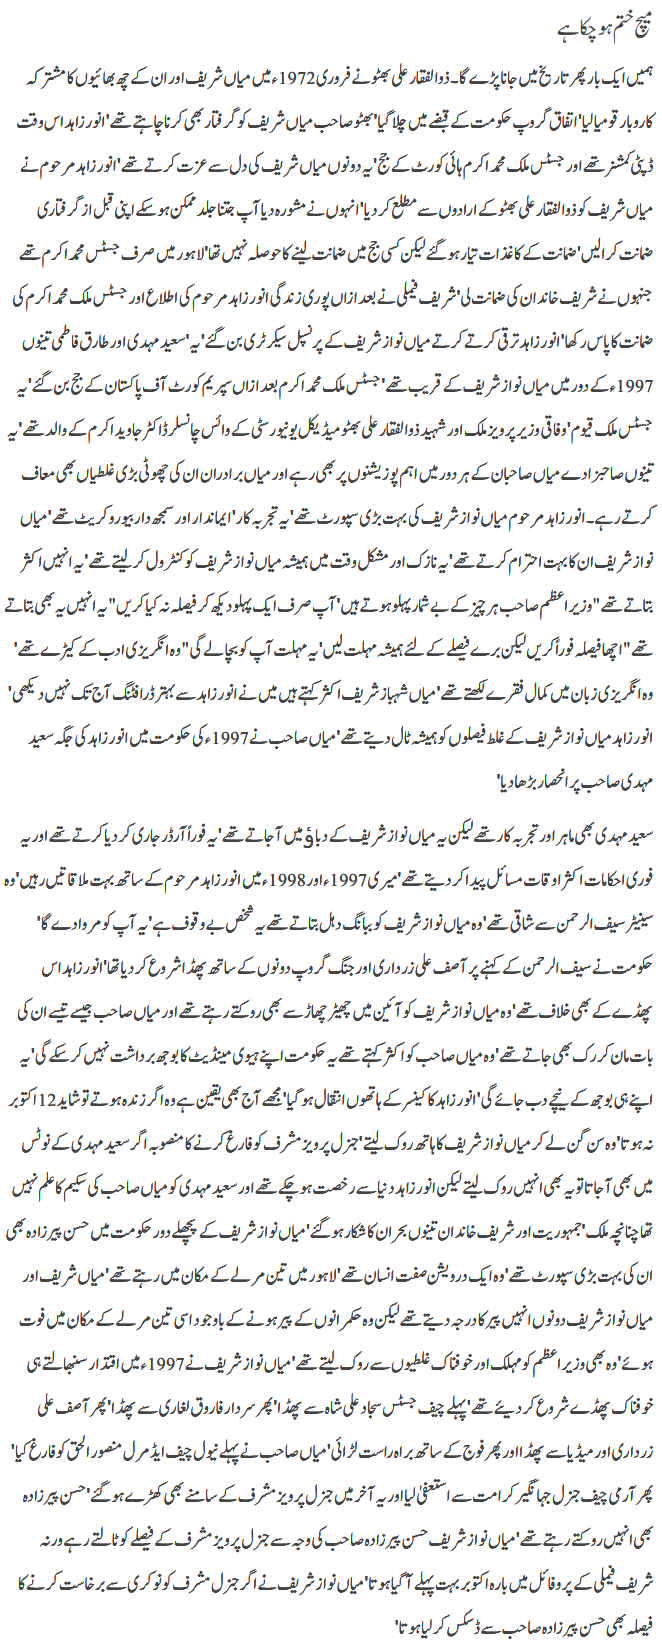 میچ ختم ہو چکا ہے
ہمیں ایک بار پھر تاریخ میں جانا پڑے گا۔ ذوالفقار علی بھٹو نے فروری 1972ء میں میاں شریف اور ان کے چھ بھائیوں کا مشترکہ
کاروبار قومیا لیا' اتفاق گروپ حکومت کے قبضے میں چلا گیا' بھٹو صاحب میاں شریف کو گرفتار بھی کرنا چاہتے تھے' انور زاہد اس وقت
ڈپٹی کمشنر تھے اور جسٹس ملک محمد اکرم ہائی کورٹ کے جج' یہ دونوں میاں شریف کی دل سے عزت کرتے تھے' انور زاہد مرحوم نے
میاں شریف کو ذوالفقار علی بھٹو کے ارادوں سے مطلع کر دیا' انہوں نے مشورہ دیا آپ جتنا جلد ممکن ہو سکے اپنی قبل از گرفتاری
ضمانت کرا لیں' ضمانت کے کاغذات تیار ہو گئے لیکن کسی جج میں ضمانت لینے کا حوصلہ نہیں تھا' لاہور میں صرف جسٹس محمد اکرم تھے
جنہوں نے شریف خاندان کی ضمانت لی' شریف فیملی نے بعد ازاں پوری زندگی انور زاہد مرحوم کی اطلاع اور جسٹس ملک محمد اکرم کی
ضمانت کا پاس رکھا' انور زاہد ترقی کرتے کرتے میاں نواز شریف کے پرنسپل سیکرٹری بن گئے' یہ' سعید مہدی اور طارق فاطمی تینوں
1997ء کے دور میں میاں نواز شریف کے قریب تھے' جسٹس ملک محمد اکرم بعد ازاں سپریم کورٹ آف پاکستان کے جج بن گئے' یہ
جسٹس ملک قیوم' وفاقی وزیر پرویز ملک اور شہید ذوالفقار علی بھٹو میڈیکل یونیورسٹی کے وائس چانسلر ڈاکٹر جاوید اکرم کے والد تھے' یہ
تینوں صاحبزادے میاں صاحبان کے ہر دور میں اہم پوزیشنوں پر بھی رہے اور میاں برادران ان کی چھوٹی بڑی غلطیاں بھی معاف
کرتے رہے۔ انور زاہد مرحوم میاں نواز شریف کی بہت بڑی سپورٹ تھے' یہ تجربہ کار' ایماندار اور سمجھ دار بیوروکریٹ تھے' میاں
نواز شریف ان کا بہت احترام کرتے تھے' یہ نازک اور مشکل وقت میں ہمیشہ میاں نواز شریف کو کنٹرول کر لیتے تھے' یہ انہیں اکثر
بتاتے تھے "وزیراعظم صاحب ہر چیز کے بے شمار پہلو ہوتے ہیں' آپ صرف ایک پہلو دیکھ کر فیصلہ نہ کیا کریں" یہ انہیں یہ بھی بتاتے
تھے "اچھا فیصلہ فوراً کریں لیکن برے فیصلے کے لئے ہمیشہ مہلت لیں' یہ مہلت آپ کو بچا لے گی" وہ انگریزی ادب کے کیڑے تھے'
وہ انگریزی زبان میں کمال فقرے لکھتے تھے' میاں شہباز شریف اکثر کہتے ہیں میں نے انور زاہد سے بہتر ڈرافٹنگ آج تک نہیں دیکھی'
انور زاہد میاں نواز شریف کے غلط فیصلوں کو ہمیشہ ٹال دیتے تھے' میاں صاحب نے 1997ء کی حکومت میں انور زاہد کی جگہ سعید
مہدی صاحب پر انحصار بڑھا دیا'
سعید مہدی بھی ماہر اور تجربہ کار تھے لیکن یہ میاں نواز شریف کے دباؤ میں آ جاتے تھے' یہ فوراً آرڈر جاری کر دیا کرتے تھے اور یہ
فوری احکامات اکثر اوقات مسائل پیدا کر دیتے تھے' میری 1997ء اور 1998ء میں انور زاہد مرحوم کے ساتھ بہت ملاقاتیں رہیں' وہ
سینیٹر سیف الرحمن سے شاقی تھے' وہ میاں نواز شریف کو ببانگ دہل بتاتے تھے یہ شخص بے وقوف ہے' یہ آپ کو مروا دے گا'
حکومت نے سیف الرحمن کے کہنے پر آصف علی زرداری اور جنگ گروپ دونوں کے ساتھ پھڈا شروع کر دیا تھا' انور زاہد اس
پھڈے کے بھی خلاف تھے' وہ میاں نواز شریف کو آئین میں چھیڑ چھاڑ سے بھی روکتے رہتے تھے اور میاں صاحب جیسے تیسے ان کی
بات مان کر رک بھی جاتے تھے' وہ میاں صاحب کو اکثر کہتے تھے یہ حکومت اپنے ہیوی مینڈیٹ کا بوجھ برداشت نہیں کر سکے گی' یہ
اپنے ہی بوجھ کے نیچے دب جائے گی' انور زاہد کا کینسر کے ہاتھوں انتقال ہو گیا' مجھے آج بھی یقین ہے وہ اگر زندہ ہوتے تو شاید 12 اکتوبر
نہ ہوتا' وہ سن گن لے کر میاں نواز شریف کا ہاتھ روک لیتے' جنرل پرویز مشرف کو فارغ کرنے کا منصوبہ اگر سعید مہدی کے نوٹس
میں بھی آ جاتا تو یہ بھی انہیں روک لیتے لیکن انور زاہد دنیا سے رخصت ہو چکے تھے اور سعید مہدی کو میاں صاحب کی سکیم کا علم نہیں
تھا چنانچہ ملک' جمہوریت اور شریف خاندان تینوں بحران کا شکار ہو گئے' میاں نواز شریف کے پچھلے دور حکومت میں حسن پیرزادہ بھی
ان کی بہت بڑی سپورٹ تھے' وہ ایک درویش صفت انسان تھے' لاہور میں تین مرلے کے مکان میں رہتے تھے' میاں شریف اور
میاں نواز شریف دونوں انہیں پیر کا درجہ دیتے تھے لیکن وہ حکمرانوں کے پیر ہونے کے باوجود اسی تین مرلے کے مکان میں فوت
ہوئے' وہ بھی وزیراعظم کو مہلک اور خوفناک غلطیوں سے روک لیتے تھے' میاں نواز شریف نے 1997ء میں اقتدار سنبھالتے ہی
خوفناک پھڈے شروع کر دیئے تھے' پہلے چیف جسٹس سجاد علی شاہ سے پھڈا' پھر سردار فاروق لغاری سے پھڈا' پھر آصف علی
زرداری اور میڈیا سے پھڈا اور پھر فوج کے ساتھ براہ راست لڑائی' میاں صاحب نے پہلے نیول چیف ایڈمرل منصور الحق کو فارغ کیا'
پھر آرمی چیف جنرل جہانگیر کرامت سے استعفیٰ لیا اور یہ آخر میں جنرل پرویز مشرف کے سامنے بھی کھڑے ہو گئے' حسن پیرزادہ
بھی انہیں روکتے رہتے تھے' میاں نواز شریف حسن پیرزادہ صاحب کی وجہ سے جنرل پرویز مشرف کے فیصلے کو ٹالتے رہے ورنہ
شریف فیملی کے پروفائل میں بارہ اکتوبر بہت پہلے آ گیا ہوتا' میاں نواز شریف نے اگر جنرل مشرف کو نوکری سے برخاست کرنے کا
فیصلہ بھی حسن پیرزادہ صاحب سے ڈسکس کر لیا ہوتا'